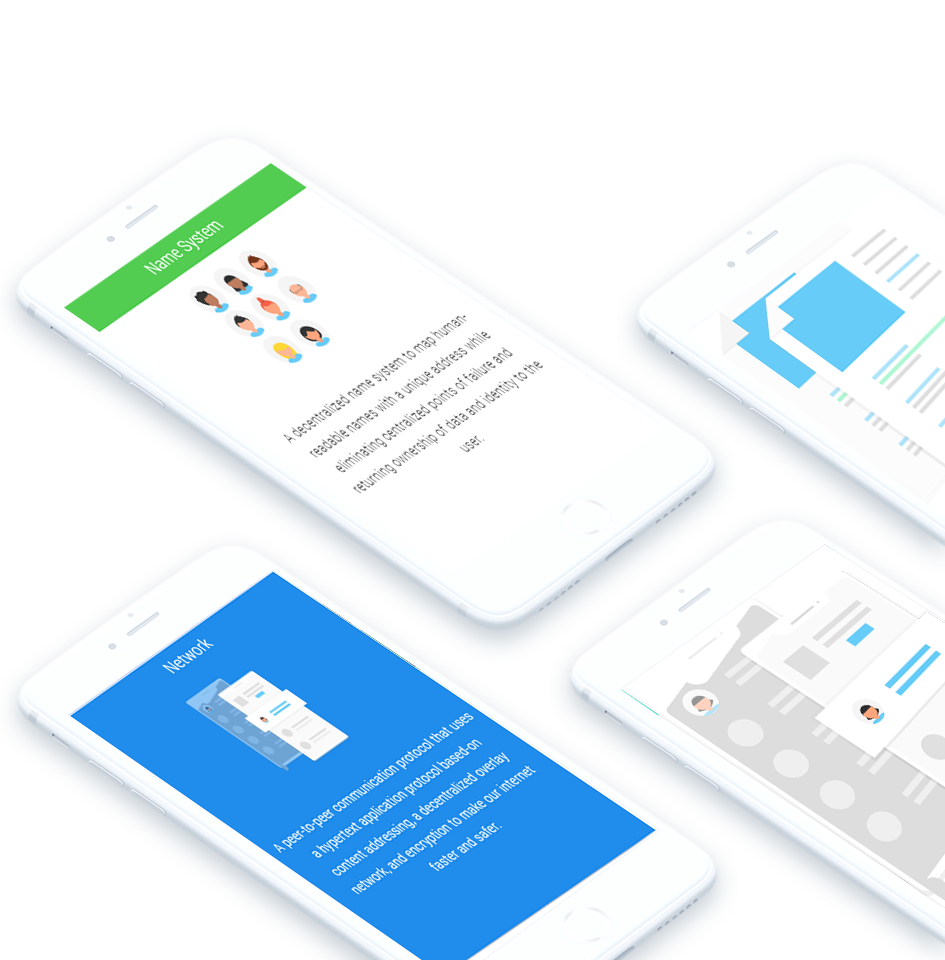 Name System
A decentralized name system to map human-
readable names with a unique address while
eliminating centralized points of failure and
returning ownership of data and identity to the
user.
Network
A peer-to-peer communication protocol that uses
a hypertext application protocol based-on
content addressing, a decentralized overlay
network, and encryption to make our internet
faster and safer.